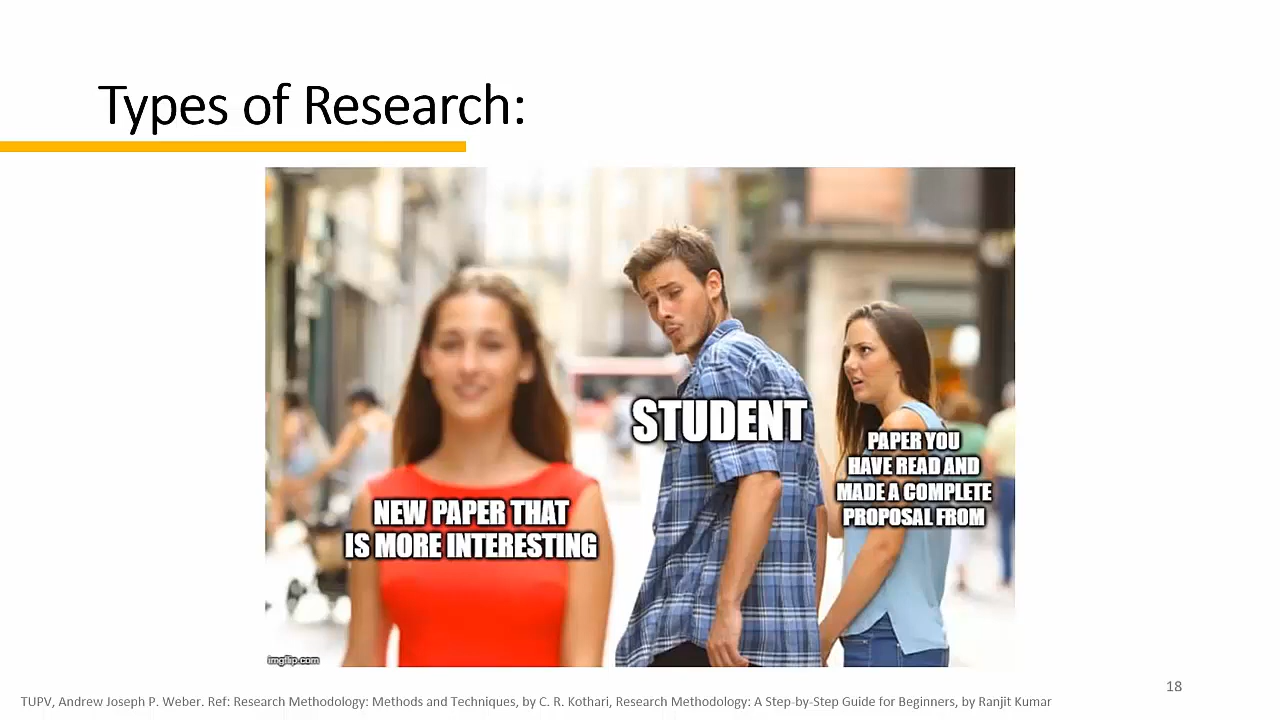 Types of Research:
STUDENT
PAPER YOU
HAVE READ AND
MADE A COMPLETE
PROPOSAL FROM
NEW PAPER THAT
IS MORE INTERESTING
imgflip.com
18
TUPV, Andrew Joseph P. Weber. Ref: Research Methodology: Methods and Techniques, by C. R. Kothari, Research Methodology: A Step-by-Step Guide for Beginners, by Ranjit Kumar